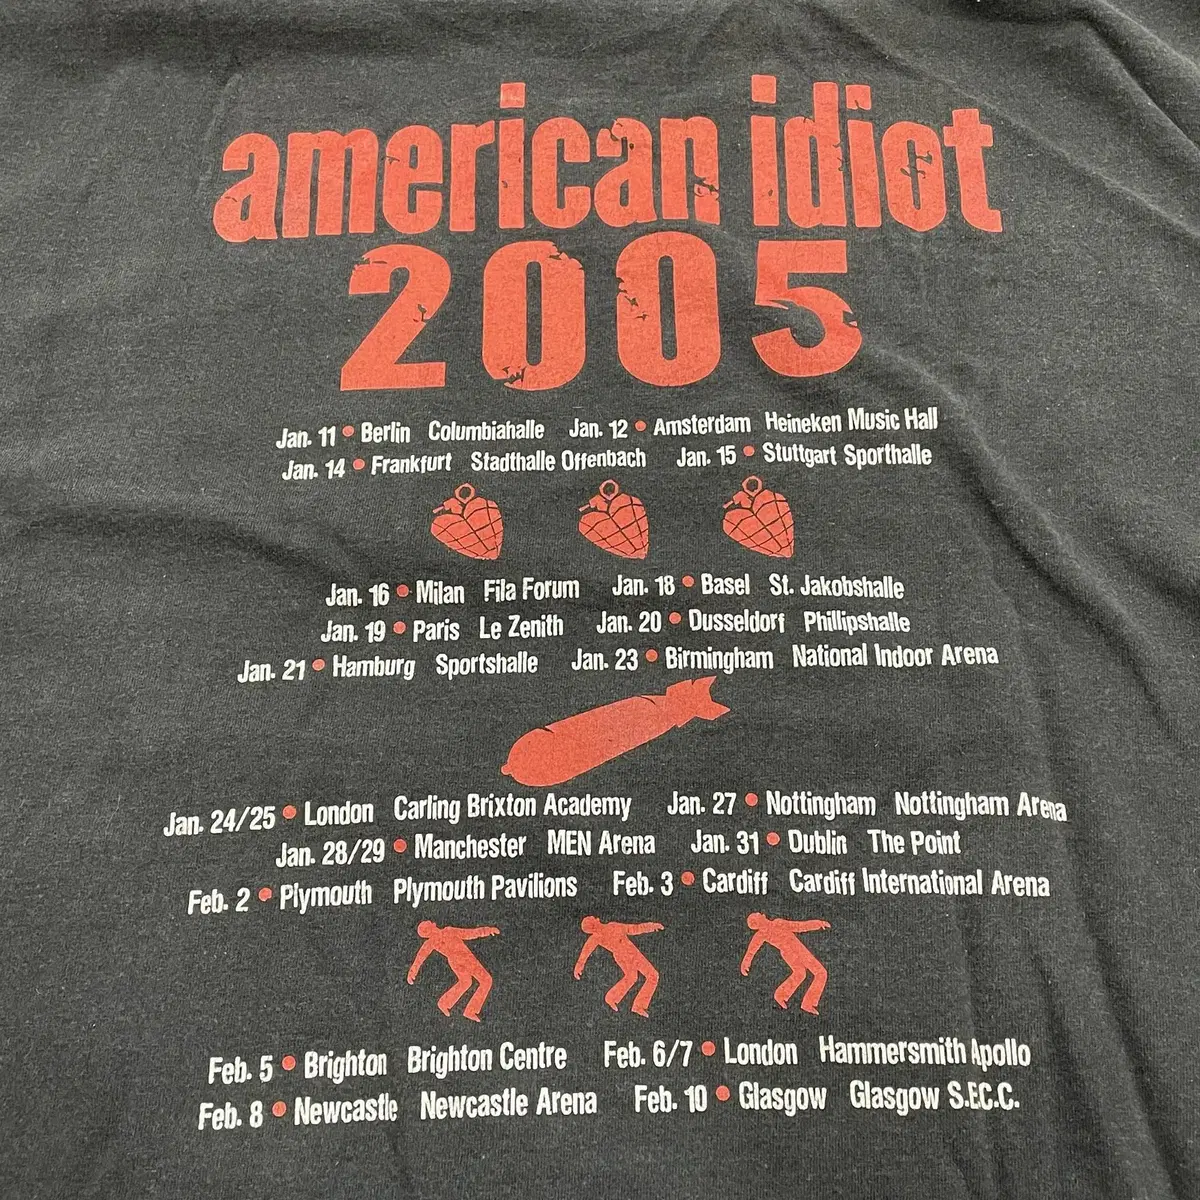 american idiot
2005
Jan. 11 • Berlin Columbiahalle Jan. 12 • Amsterdam Heineken Music Hall
Jan. 14 • Frankfurt Stadthalle Offenbach Jan. 15 • Stuttgart Sporthalle
Jan. 16 • Milan Fila Forum Jan. 18 • Basel St. Jakobshalle
Jan. 19 • Paris Le Zenith Jan. 20 • Dusseldorf Phillipshalle
Jan. 21 • Hamburg Sportshalle Jan. 23 • Birmingham National Indoor Arena
Jan. 24/25 • London Carling Brixton Academy Jan. 27 • Nottingham Nottingham Arena
Jan. 28/29 • Manchester MEN Arena Jan. 31 • Dublin The Point
Feb. 2 • Plymouth Plymouth Pavilions Feb. 3 • Cardiff Cardiff International Arena
Feb. 5 • Brighton Brighton Centre Feb. 6/7 • London Hammersmith Apollo
Feb. 8 • Newcastle Newcastle Arena Feb. 10 • Glasgow Glasgow S.EC.C.